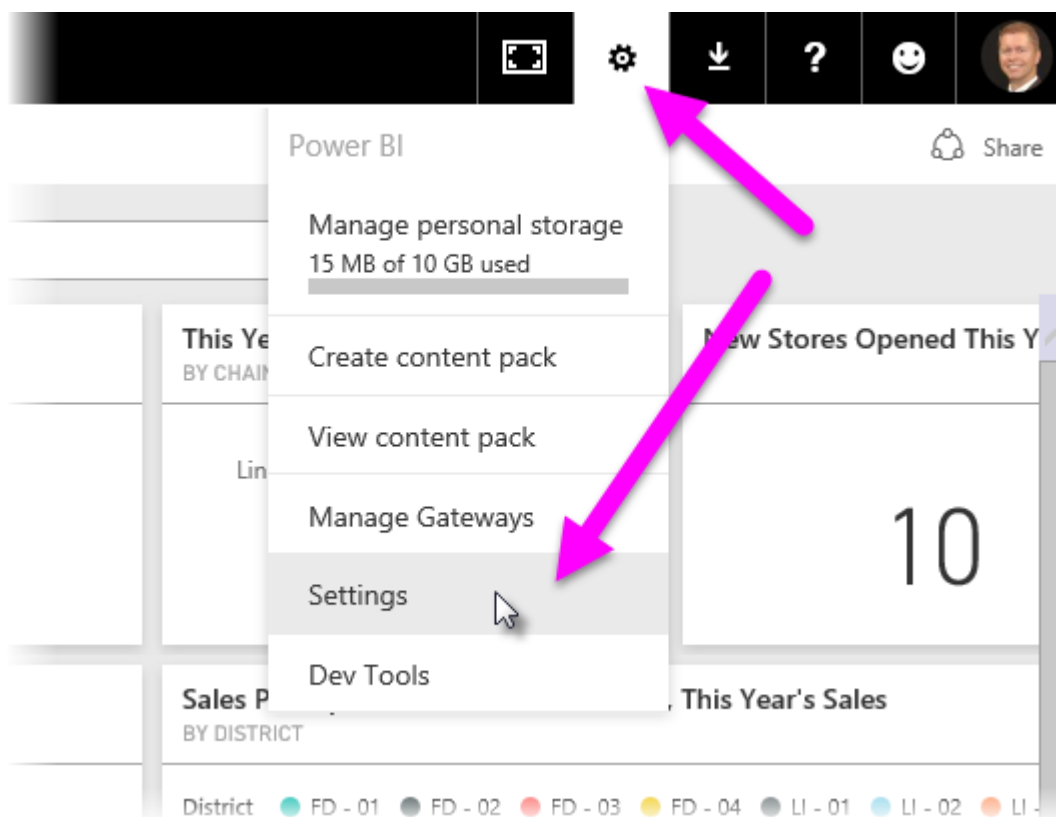 ?
Power BI
Share
Manage personal storage
15 MB of 10 GB used
This Ye
New Stores Opened This Y
BY CHAIN
Create content pack
View content pack
Lin
Manage Gateways
10
Settings
Dev Tools
Sales P
, This Year's Sales
BY DISTRICT
District FD - 01 FD - 02 FD - 03 FD - 04 LI - 01 LI - 02 LI -